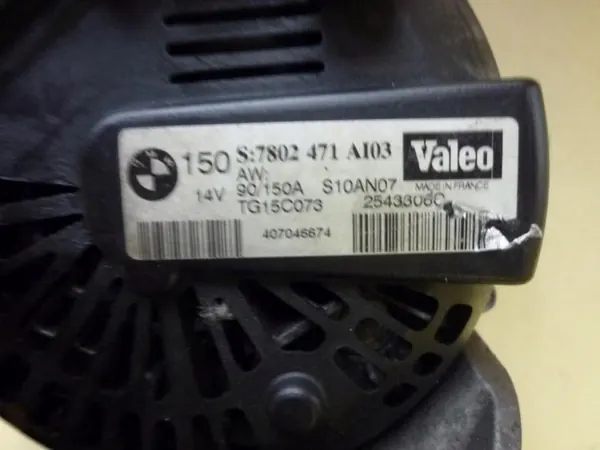 150 S:7802 471 AI03 Valeo
AW:
14V 90/150A S10AN07 MADE IN FRANCE
TG15C073 2543306C
407046674